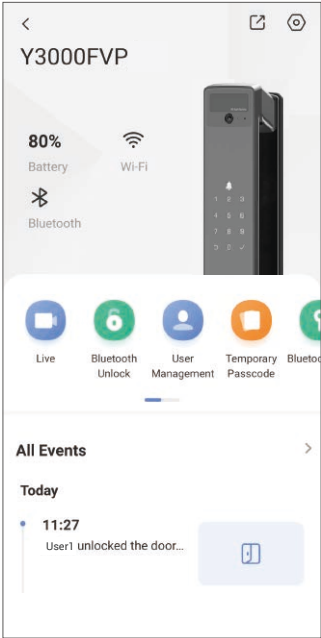 Y3000FVP
80%
Battery
Wi-Fi
Bluetooth
Live
Bluetooth
Unlock
User
Management
Temporary
Passcode
All Events
Today
11:27
User1 unlocked the door...